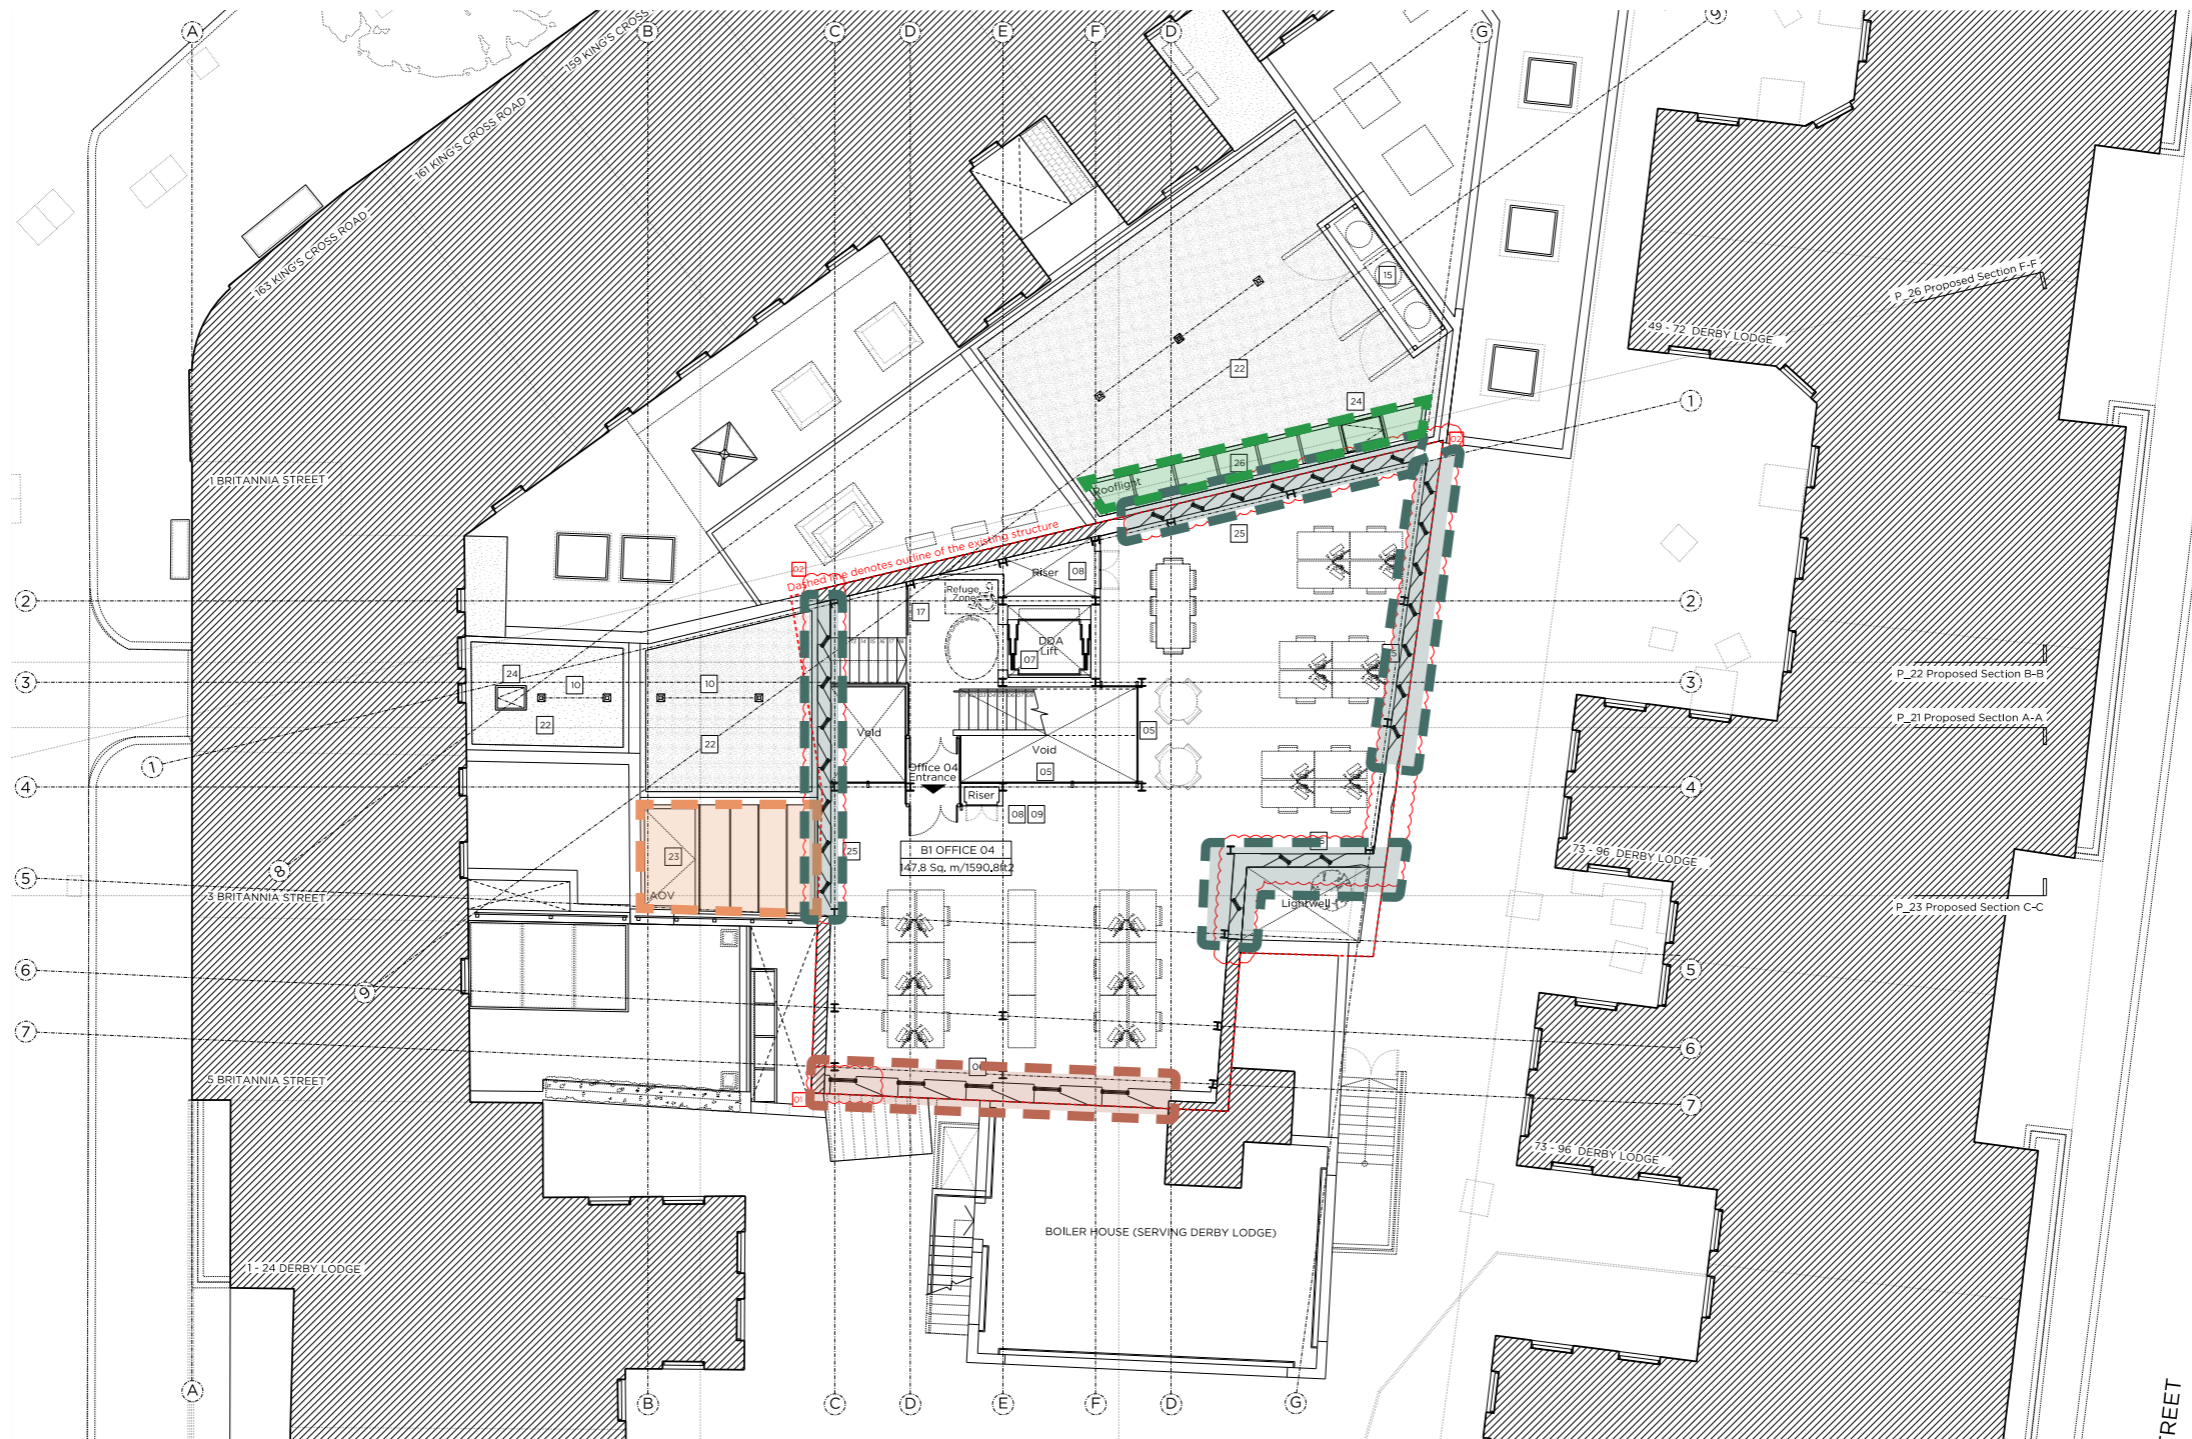 A
B
C
D
E
F
D
G
9
159 KING'S CROSS
161 KING'S CROSS ROAD
163 KING'S CROSS ROAD
15
P_26 Proposed Section F-F
49 - 72 DERBY LODGE
22
24
1
02
26
Rooflight
1 BRITANNIA STREET
25
Dashed line denotes outline of the existing structure
02
Riser
08
Refuge
Zone
17
2
2
DDA
Lift
07
24
10
10
3
3
P_22 Proposed Section B-B
22
22
Void
Void
05
05
P_21 Proposed Section A-A
1
Office 04
Entrance
4
4
Riser
08
09
B1 OFFICE 04
147.8 Sq. m/1590.8ft2
25
23
AOV
73 - 96 DERBY LODGE
8
5
3 BRITANNIA STREET
Lightwell
P_23 Proposed Section C-C
6
9
5
7
6
5 BRITANNIA STREET
01
7
73 - 96 DERBY LODGE
BOILER HOUSE (SERVING DERBY LODGE)
1 - 24 DERBY LODGE
A
B
C
D
E
F
D
G
TREET